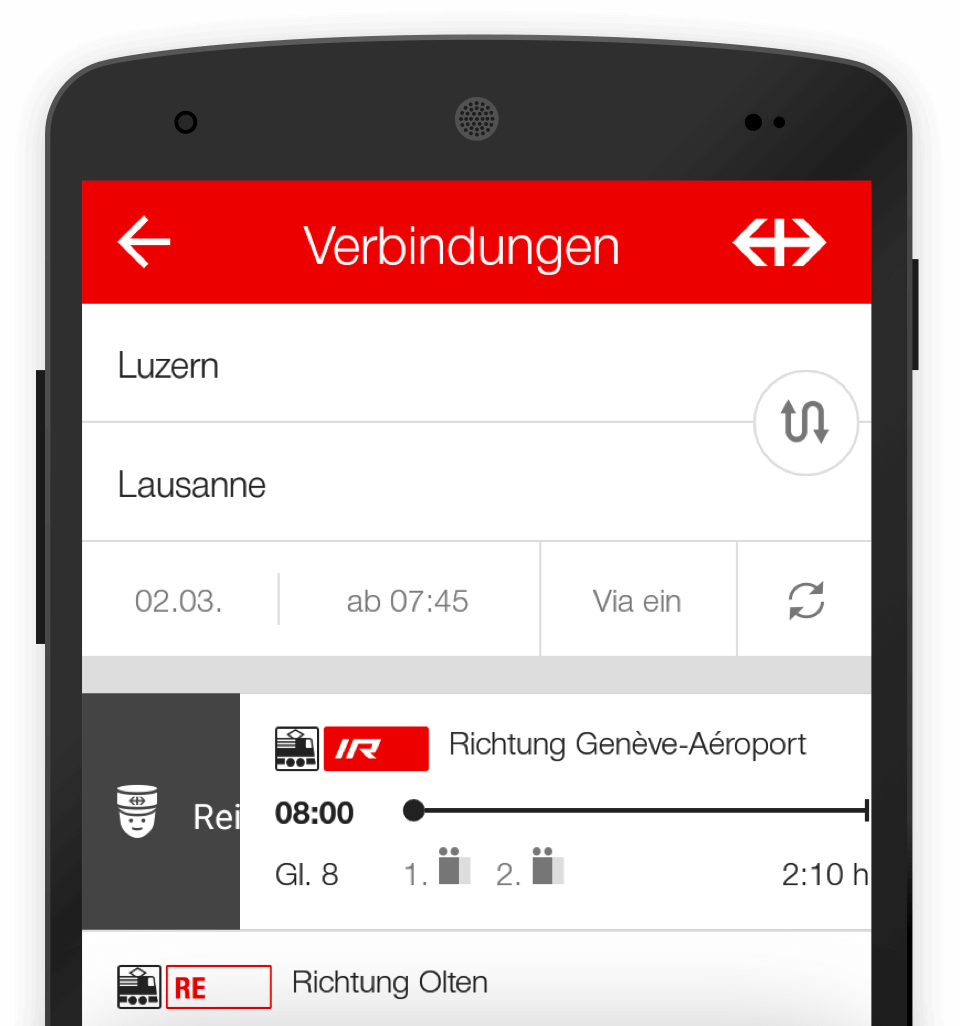 Verbindungen
Luzern
Lausanne
02.03. ab 07:45 Via ein
IR Richtung Genève-Aéroport
08:00
Rei
Gl. 8 1. 2. 2:10 h
RE Richtung Olten